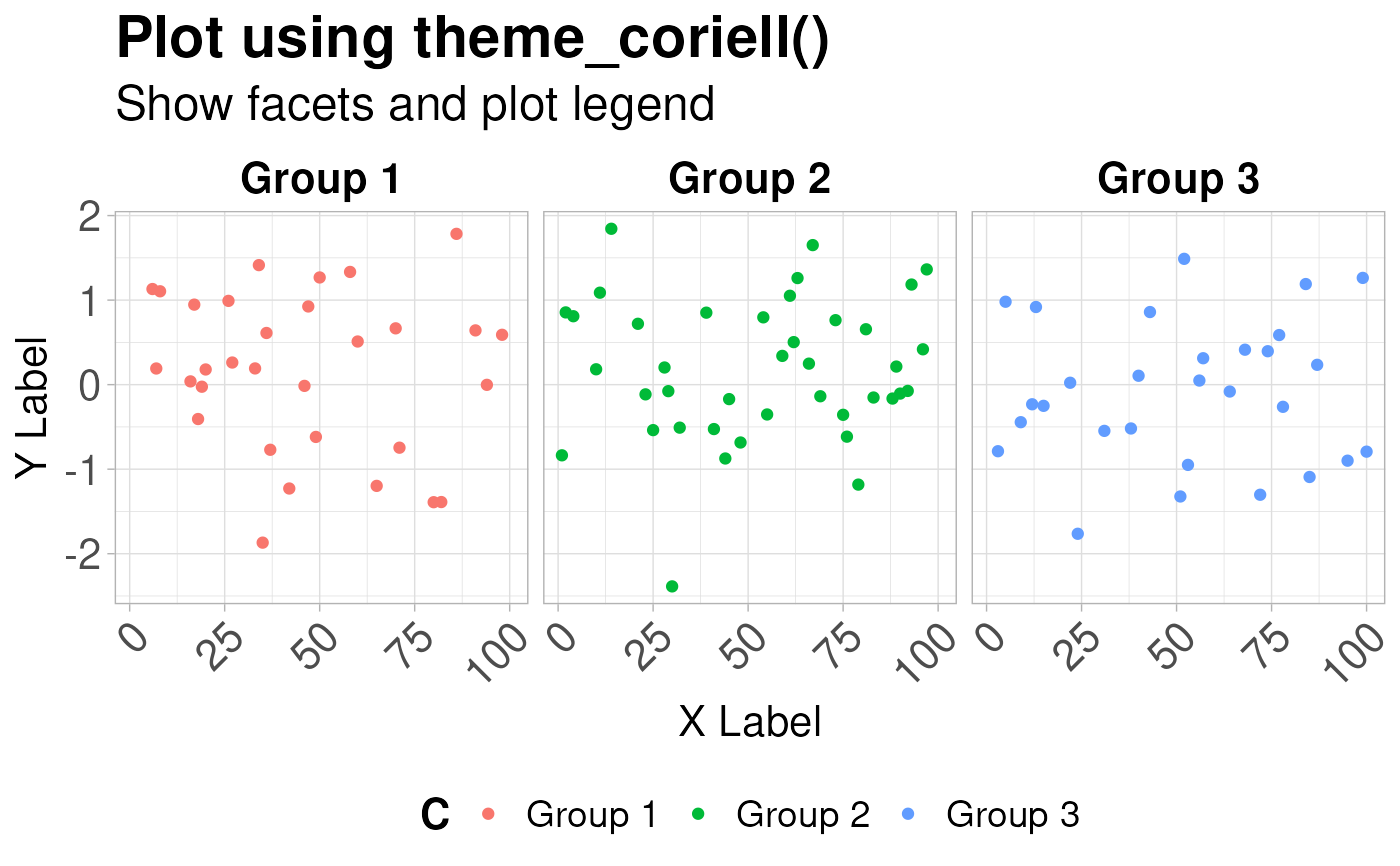 Plot using theme_coriell()
Show facets and plot legend
Group 1 Group 2 Group 3
2
1
0
-1
-2
Y Label
0 25 50 75 100 0 25 50 75 100 0 25 50 75 100
X Label
C Group 1 Group 2 Group 3